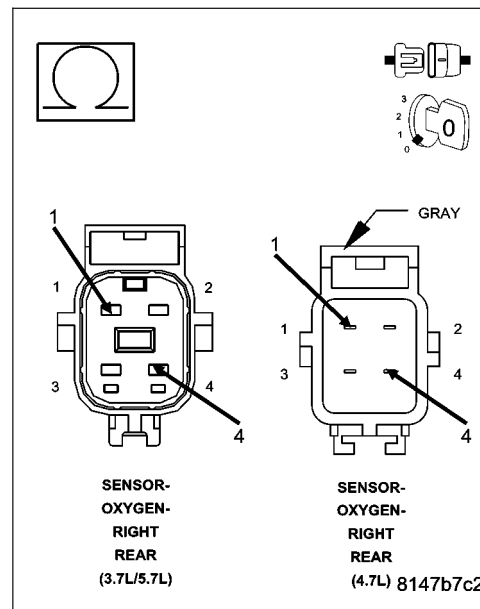 3
2
1
0
GRAY
1
1
1
2
3
4
4
1
2
3
4
4
SENSOR-
OXYGEN-
RIGHT
REAR
(3.7L/5.7L)
SENSOR-
OXYGEN-
RIGHT
REAR
(4.7L)
8147b7c2